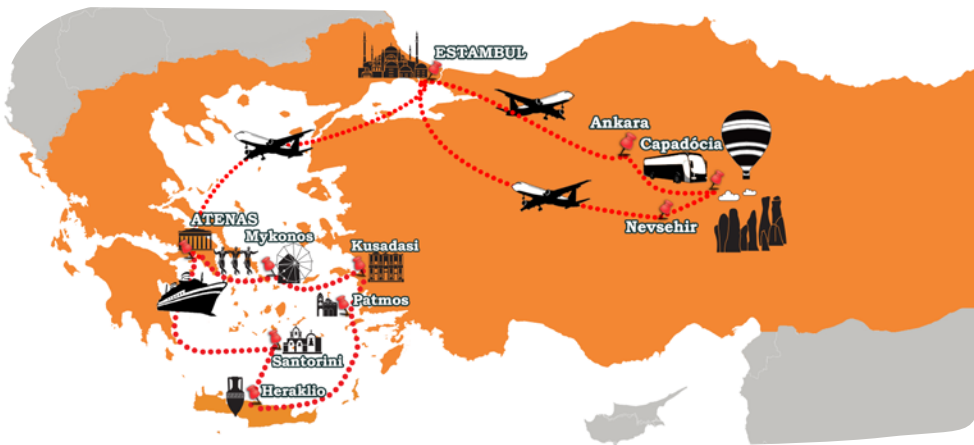 ESTAMBUL
Ankara
Capadócia
Nevsehir
ATENAS
Mykonos
Kusadasi
Patmos
Santorini
Heraklio